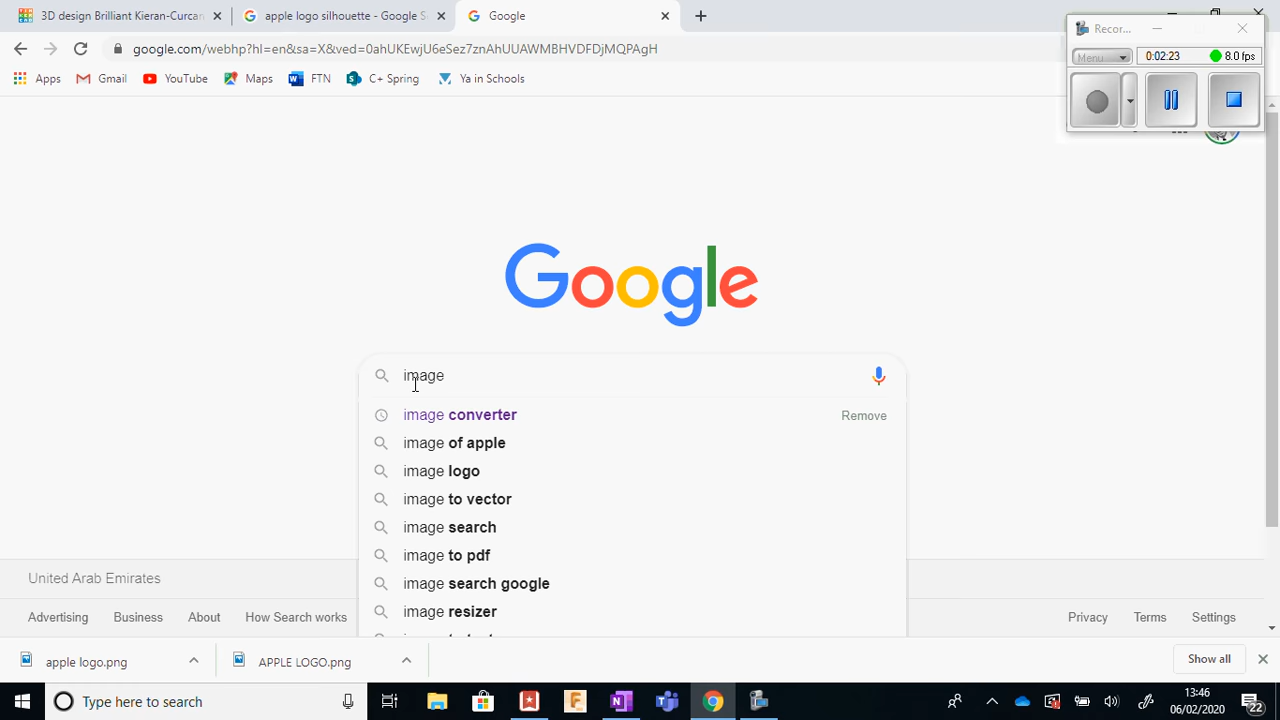 3D design Brilliant Kieran-Curcan
apple logo silhouette - Google S
Google
google.com/webhp?hl=en&sa=X&ved=0ahUKEwjU6eSez7znAhUUAWMBHVDFDjMQPAgH
Apps
Gmail
YouTube
Maps
FTN
C+ Spring
Ya in Schools
Recor...
Menu
0:02:23
8.0 fps
Google
image
image converter
Remove
image of apple
image logo
image to vector
image search
image to pdf
image search google
image resizer
United Arab Emirates
Advertising
Business
About
How Search works
Privacy
Terms
Settings
apple logo.png
APPLE LOGO.png
Show all
Type here to search
13:46
06/02/2020
22